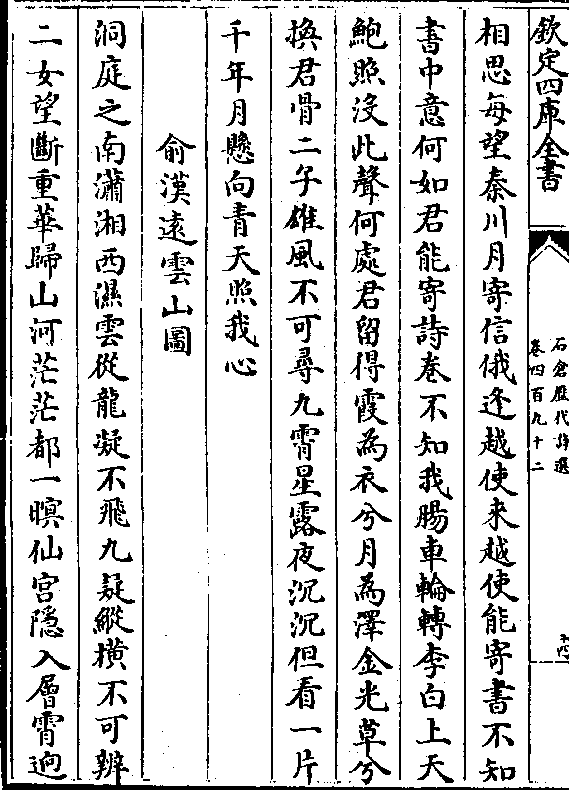 欽定四庫全書
石倉歷代詩選
卷四百九十二
相思每望秦川月寄信俄逢越使来越使能寄書不知
書中意何如君能寄詩卷不知我腸車輪轉李白上天
鮑照沒此聲何處君留得霞為衣兮月為澤金光草兮
換君骨二子雄風不可尋九霄星露夜沉沉但看一片
千年月懸向青天照我心
俞漢遠雲山圖
洞庭之南瀟湘西濕雲從龍凝不飛九疑縱横不可辨
二女望斷重華歸山河茫茫都一暝仙宫隱入層霄迥